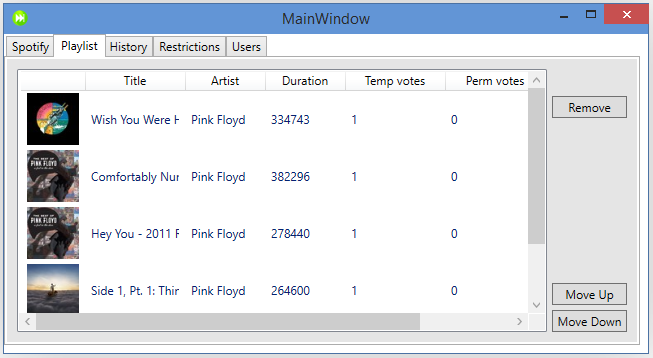 MainWindow
Spotify Playlist History Restrictions Users
Title Artist Duration Temp votes Perm votes
Remove
Wish You Were H Pink Floyd 334743 1 0
THE BEST OF
PINK FLOYD
Comfortably Nur Pink Floyd 382296 1 0
THE BEST OF
PINK FLOYD
Hey You - 2011 F Pink Floyd 278440 1 0
Side 1, Pt. 1: Thir Pink Floyd 264600 1 0
Move Up
Move Down